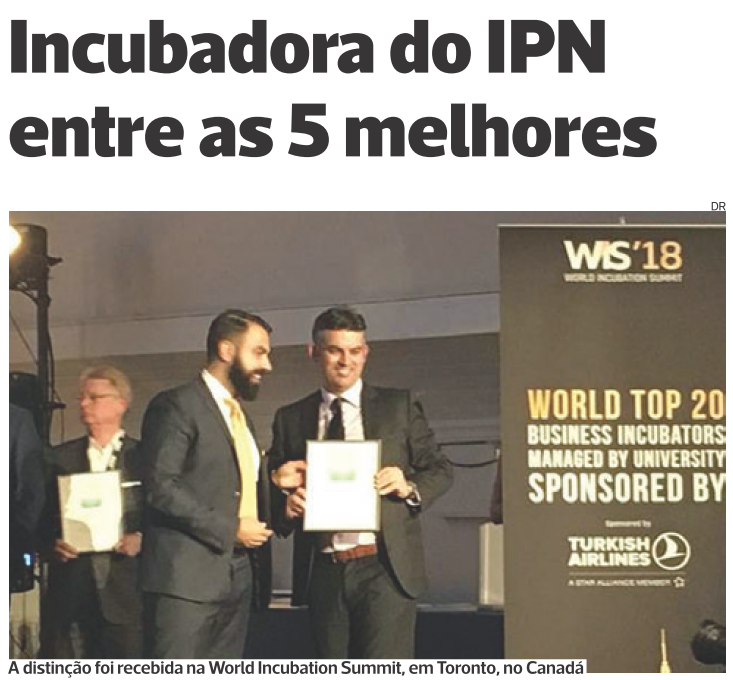 Incubadora do IPN
entre as 5 melhores
DR
WIS'18
WORLD INCUBATION SUMMIT
WORLD TOP 20
BUSINESS INCUBATORS
MANAGED BY UNIVERSITY
SPONSORED BY
Sponsored by
TURKISH
AIRLINES
A STAR ALLIANCE MEMBER
A distinção foi recebida na World Incubation Summit, em Toronto, no Canadá